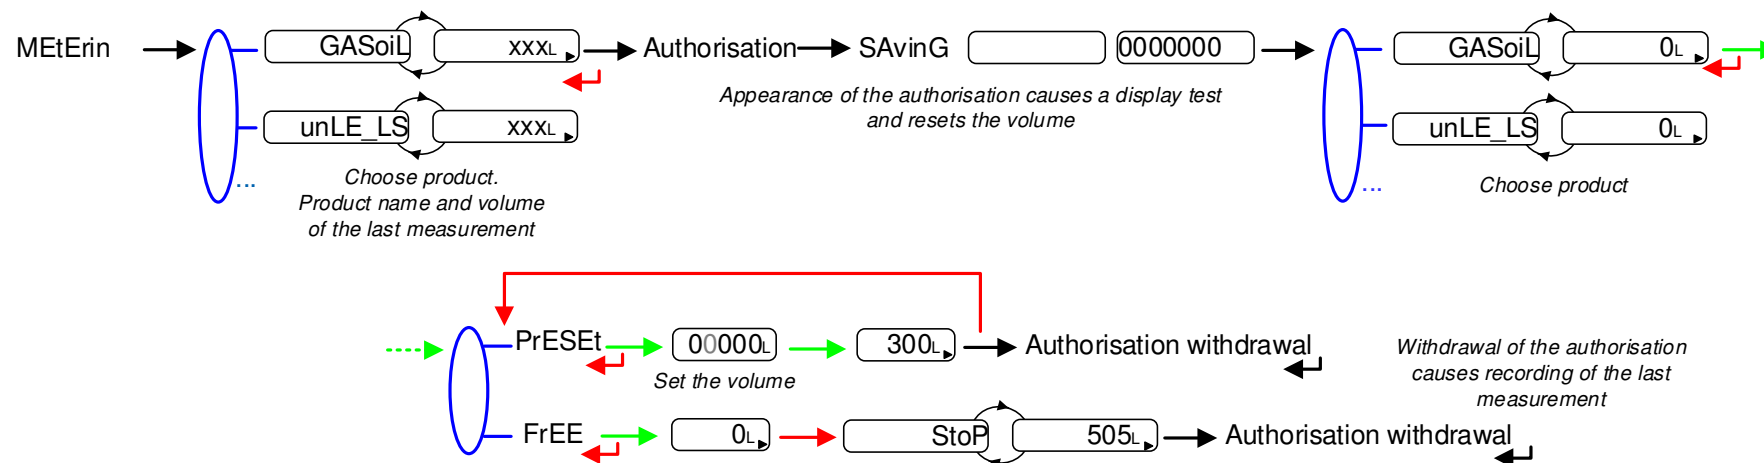 MEtErin GASoiL xxxL Authorisation SAvinG 0000000 GASoiL 0L
unLE_LS xxxL
Appearance of the authorisation causes a display test
and resets the volume
unLE_LS 0L
...
Choose product.
Product name and volume
of the last measurement
...
Choose product
PrESEt 00000L 300L Authorisation withdrawal
Set the volume
Withdrawal of the authorisation
causes recording of the last
measurement
FrEE 0L StoP 505L Authorisation withdrawal